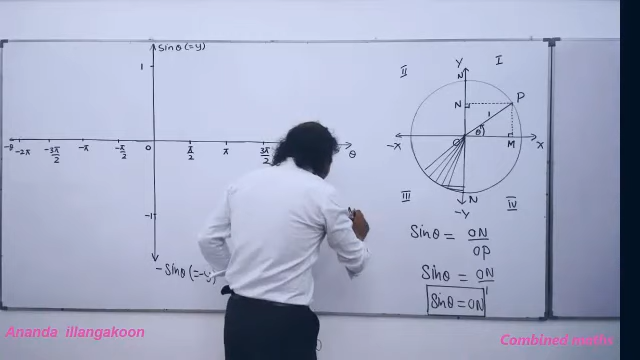 sinθ(=y)
1
-θ -2π -3π/2 -π -π/2 0 π/2 π 3π/2 θ
-1
-sinθ(=-y)
Y
I
II
N
N
P
1
θ
O
-X
M
X
III
N
IV
-Y
Sinθ = ON/OP
Sinθ = ON/1
Sinθ = ON
Ananda illangakoon
Combined maths